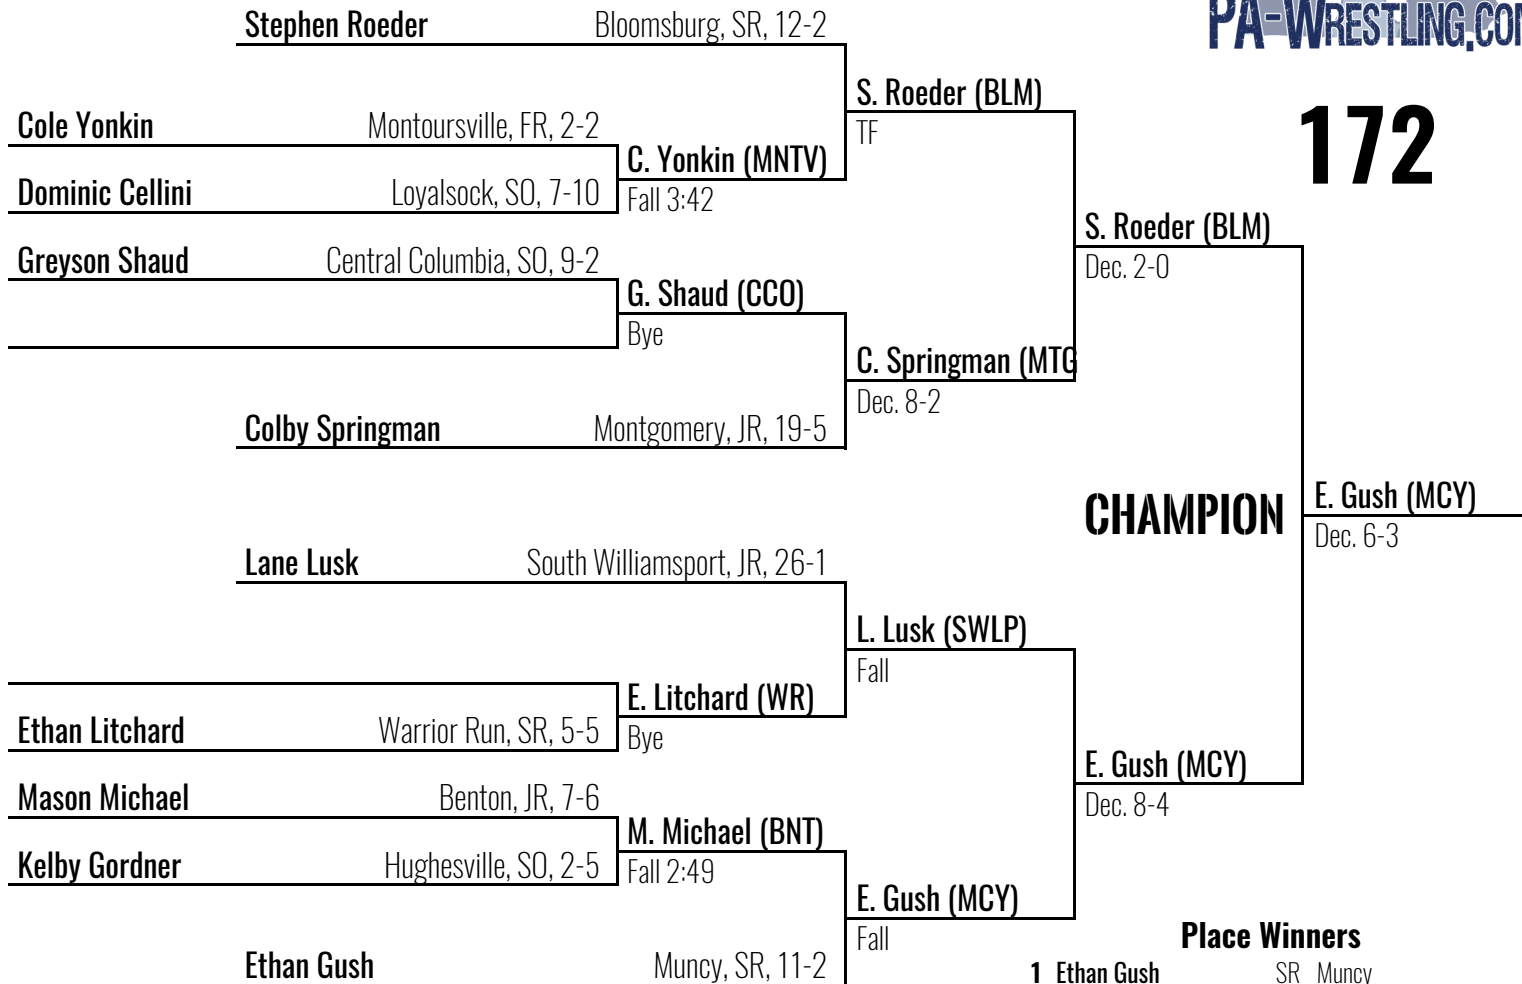 PA-WRESTLING.COM
Stephen Roeder Bloomsburg, SR, 12-2
S. Roeder (BLM)
172
Cole Yonkin Montoursville, FR, 2-2
TF
C. Yonkin (MNTV)
Dominic Cellini Loyalsock, SO, 7-10
Fall 3:42
S. Roeder (BLM)
Greyson Shaud Central Columbia, SO, 9-2
Dec. 2-0
G. Shaud (CCO)
Bye
C. Springman (MTG
Dec. 8-2
Colby Springman Montgomery, JR, 19-5
E. Gush (MCY)
CHAMPION
Dec. 6-3
Lane Lusk South Williamsport, JR, 26-1
L. Lusk (SWLP)
Fall
E. Litchard (WR)
Ethan Litchard Warrior Run, SR, 5-5
Bye
E. Gush (MCY)
Mason Michael Benton, JR, 7-6
Dec. 8-4
M. Michael (BNT)
Kelby Gordner Hughesville, SO, 2-5
Fall 2:49
E. Gush (MCY)
Fall
Place Winners
Ethan Gush Muncy, SR, 11-2
1 Ethan Gush SR Muncy